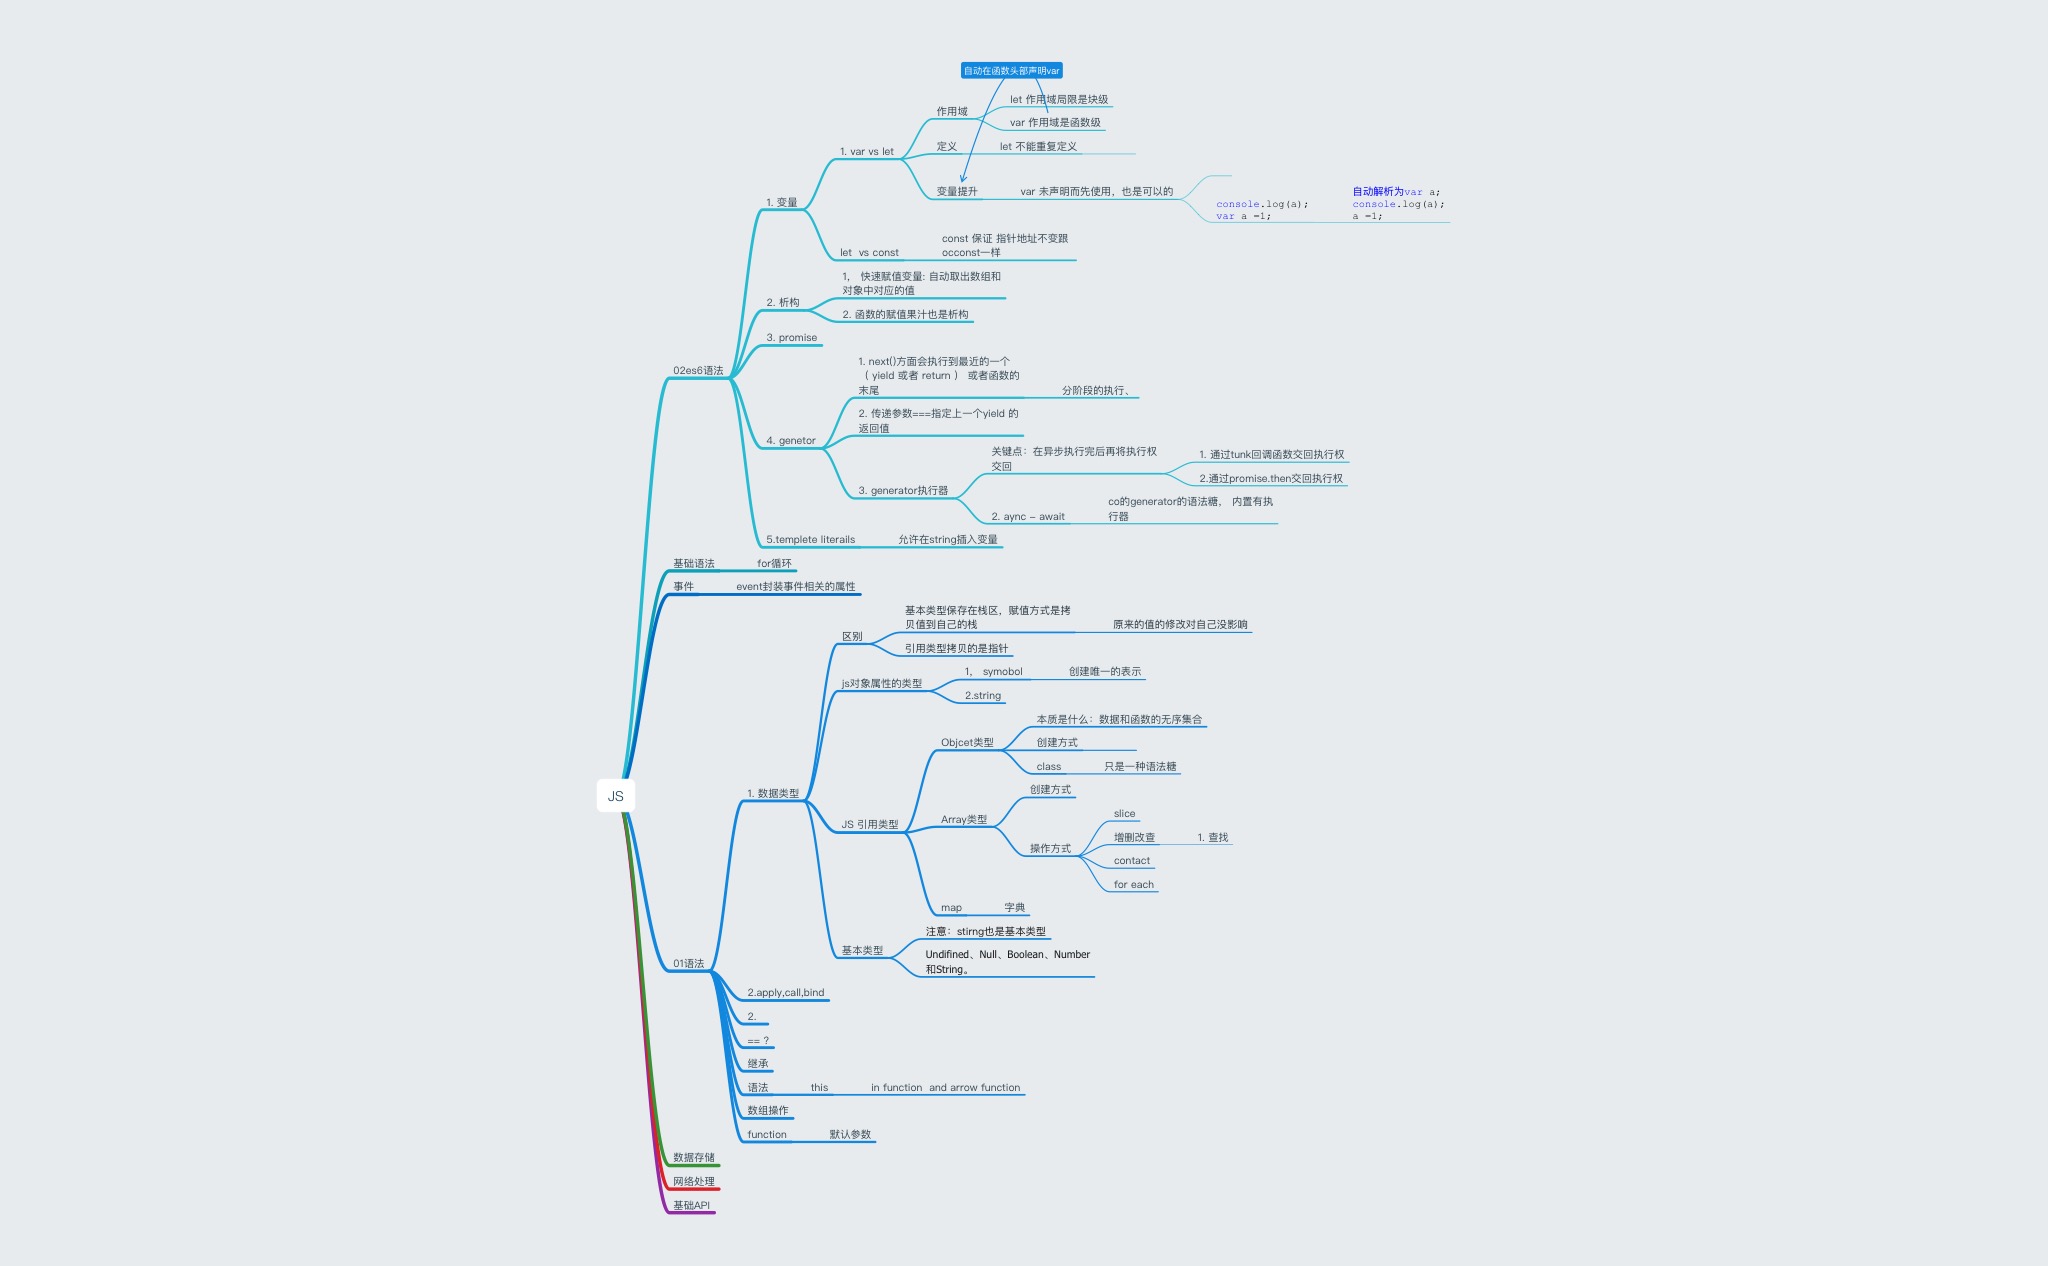 自动在函数头部声明var
作用域
let 作用域局限是块级
var 作用域是函数级
1. var vs let
定义
let 不能重复定义
变量提升
var 未声明而先使用，也是可以的
console.log(a);
var a =1;
自动解析为var a;
console.log(a);
a =1;
1. 变量
let  vs const
const 保证 指针地址不变跟
occonst一样
2. 析构
1， 快速赋值变量: 自动取出数组和
对象中对应的值
2. 函数的赋值果汁也是析构
3. promise
02es6语法
1. next()方面会执行到最近的一个
（ yield 或者 return ） 或者函数的
末尾
分阶段的执行、
2. 传递参数===指定上一个yield 的
返回值
4. genetor
关键点：在异步执行完后再将执行权
交回
1. 通过tunk回调函数交回执行权
2.通过promise.then交回执行权
3. generator执行器
2. aync – await
co的generator的语法糖， 内置有执
行器
5.templete literails
允许在string插入变量
基础语法
for循环
事件
event封装事件相关的属性
区别
基本类型保存在栈区，赋值方式是拷
贝值到自己的栈
原来的值的修改对自己没影响
引用类型拷贝的是指针
js对象属性的类型
1， symobol
创建唯一的表示
2.string
Objcet类型
本质是什么：数据和函数的无序集合
创建方式
class
只是一种语法糖
JS
1. 数据类型
JS 引用类型
Array类型
创建方式
操作方式
slice
增删改查
1. 查找
contact
for each
map
字典
基本类型
注意：stirng也是基本类型
Undifined、Null、Boolean、Number
和String。
01语法
2.apply,call,bind
2.
== ?
继承
语法
this
in function  and arrow function
数组操作
function
默认参数
数据存储
网络处理
基础API